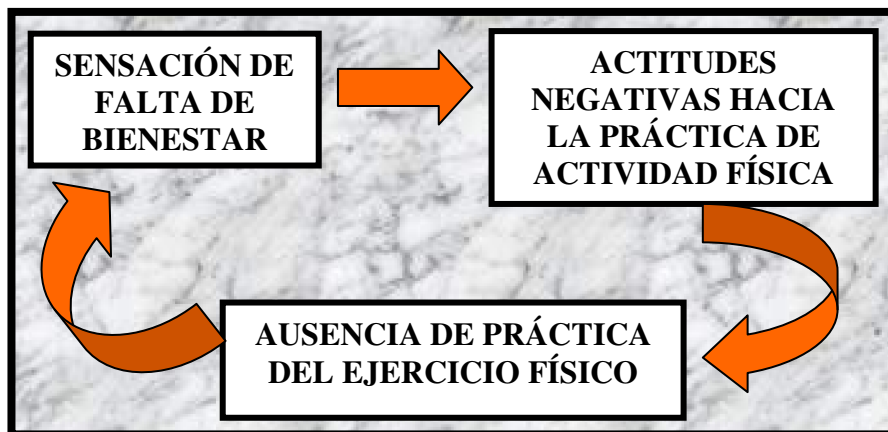 SENSACIÓN DE
FALTA DE
BIENESTAR
ACTITUDES
NEGATIVAS HACIA
LA PRÁCTICA DE
ACTIVIDAD FÍSICA
AUSENCIA DE PRÁCTICA
DEL EJERCICIO FÍSICO